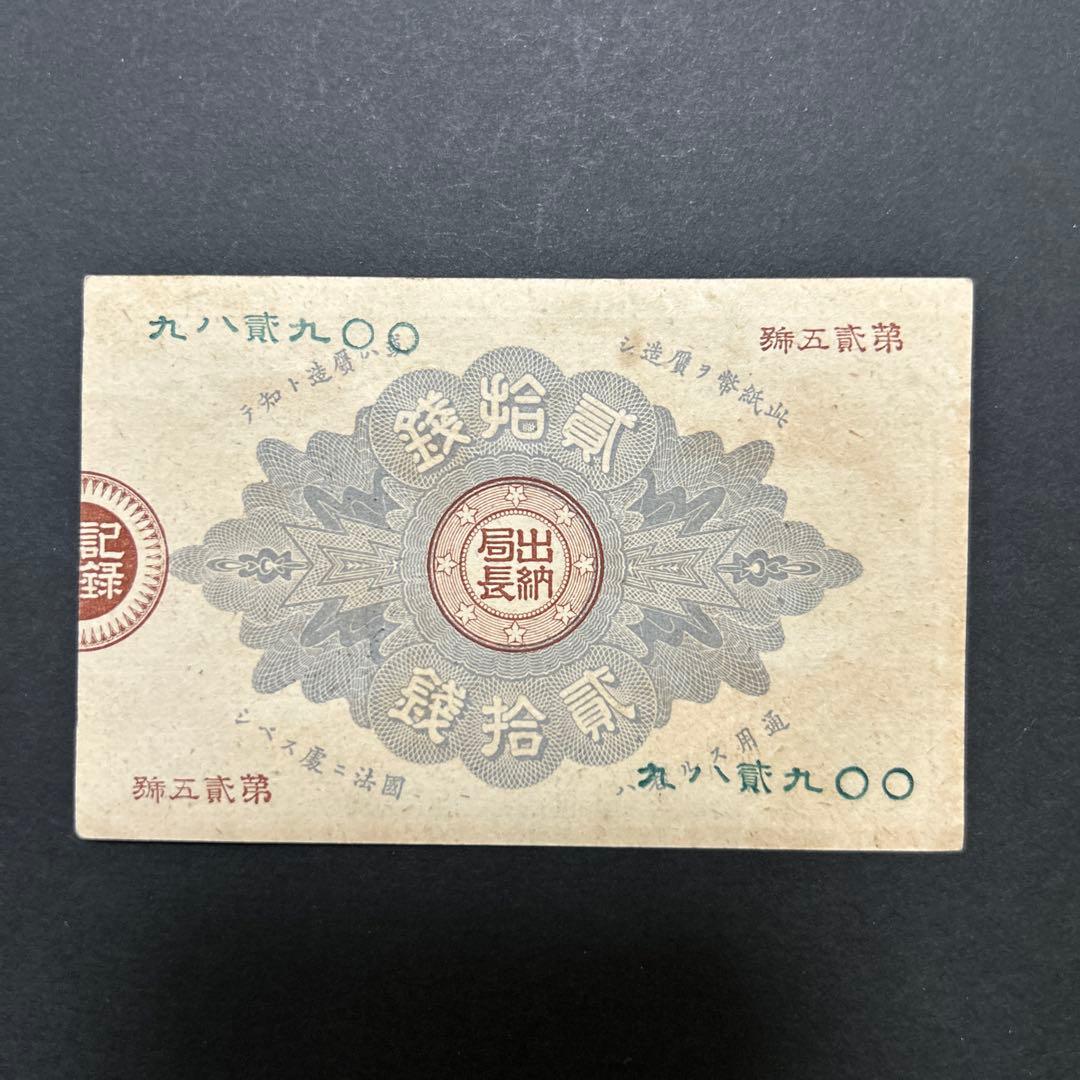 第貳五號
〇〇九貳八九
此紙幣ヲ贋造シ
ハ贋造ト知テ
貳拾錢
出納
局長
記録
貳拾錢
通用スル ハ
國法ニ處スベシ
〇〇九貳八九
第貳五號